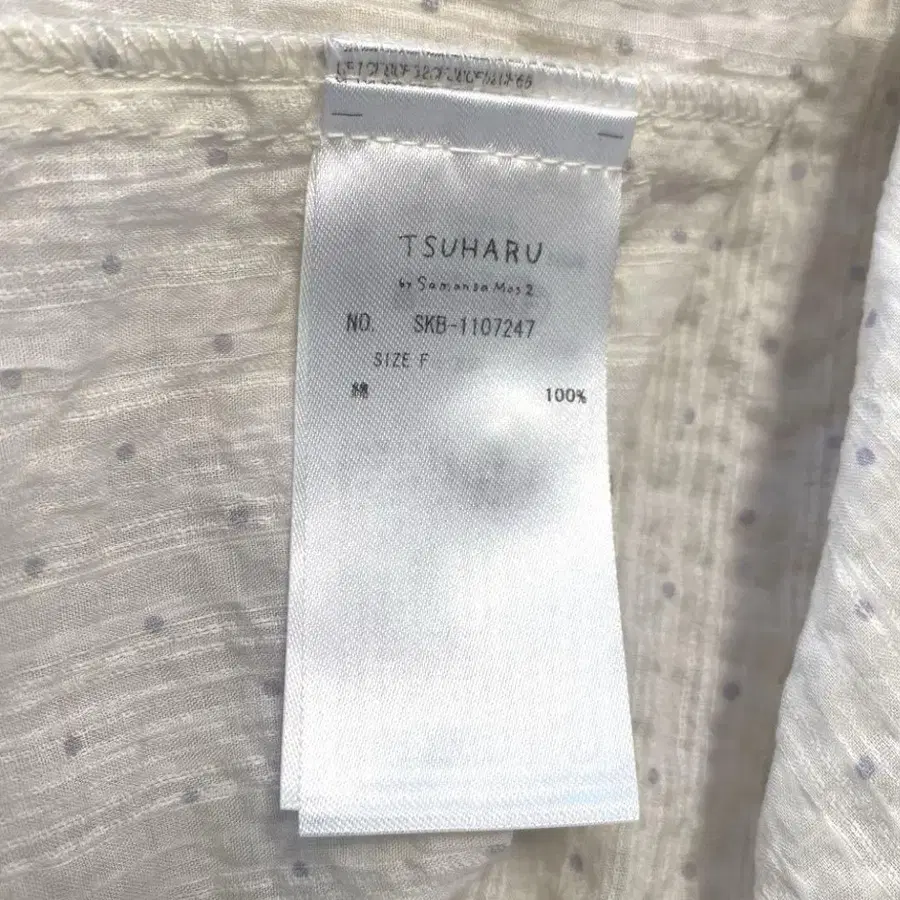 TSUHARU
by Samansa Mos2
NO. SKB-1107247
SIZE F
綿 100%